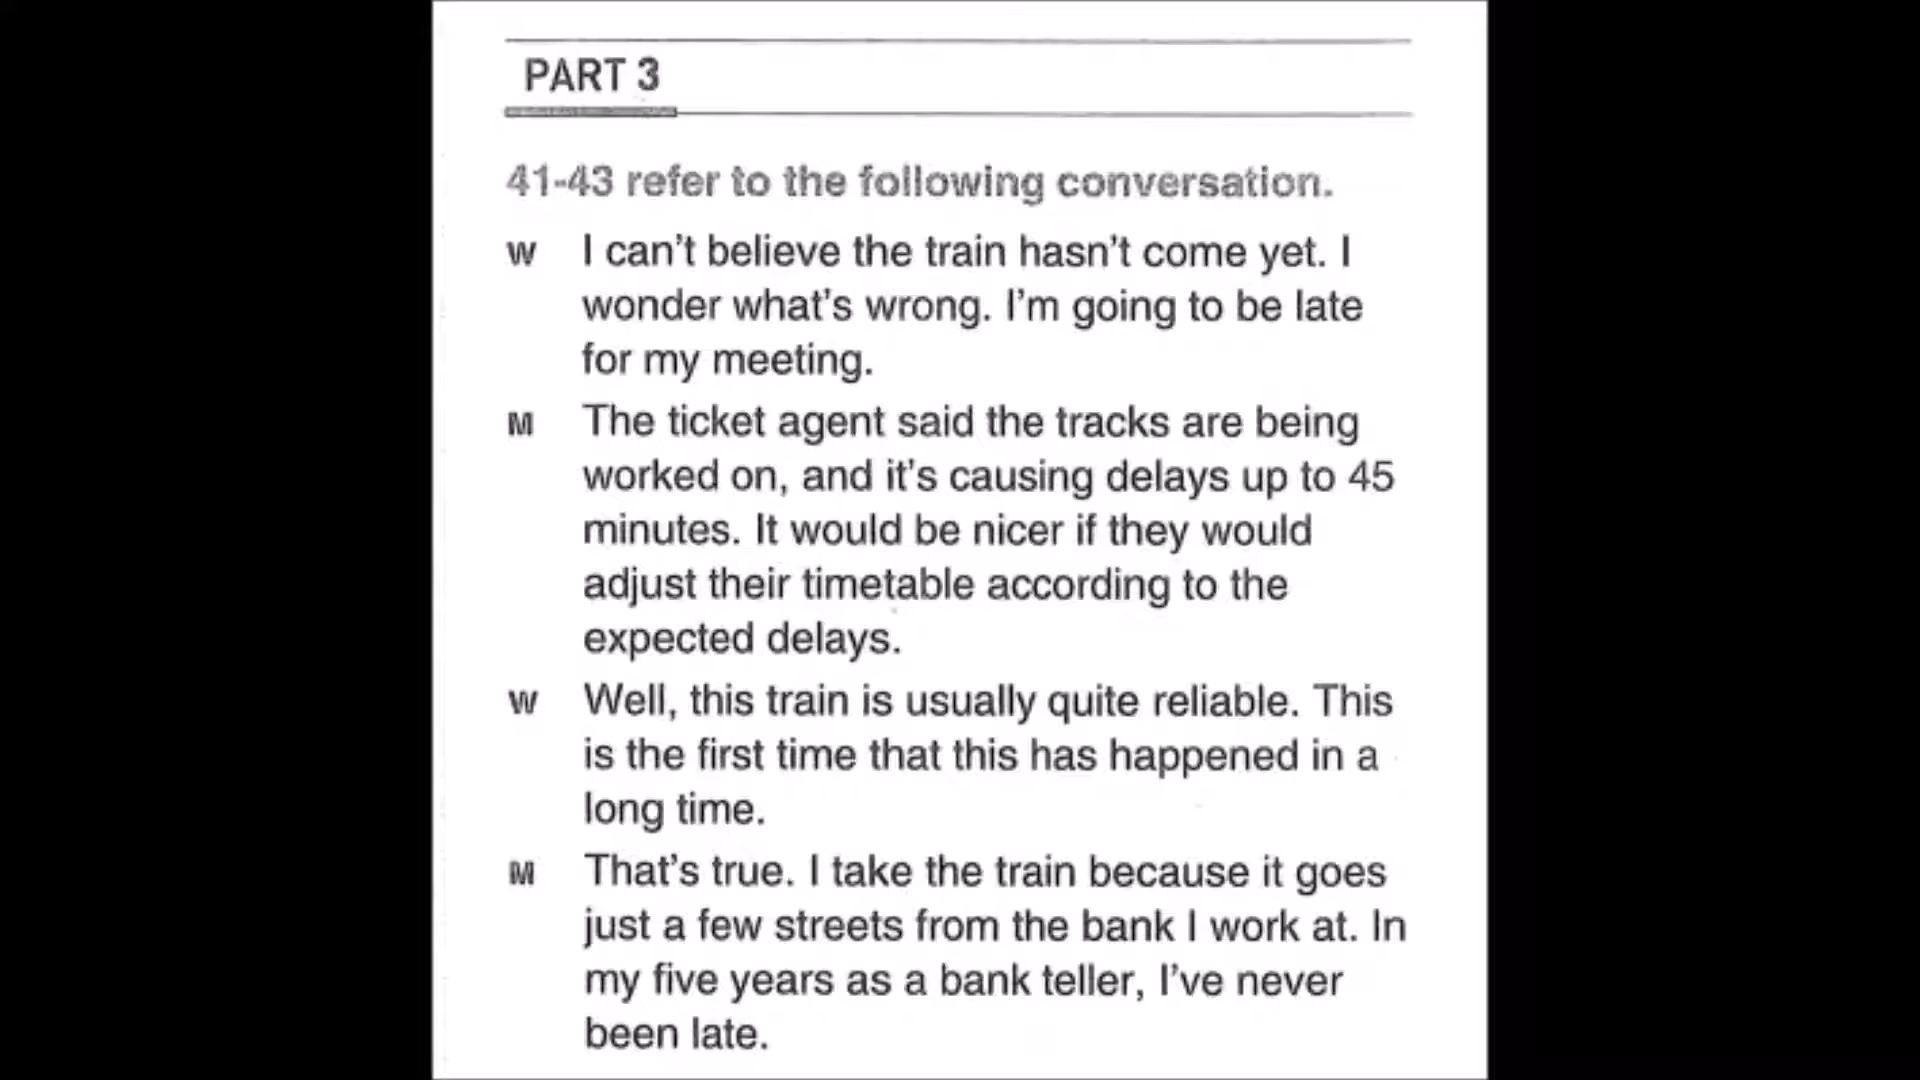 PART 3
41-43 refer to the following conversation.
W I can't believe the train hasn't come yet. I
wonder what's wrong. I'm going to be late
for my meeting.
M The ticket agent said the tracks are being
worked on, and it's causing delays up to 45
minutes. It would be nicer if they would
adjust their timetable according to the
expected delays.
W Well, this train is usually quite reliable. This
is the first time that this has happened in a
long time.
M That's true. I take the train because it goes
just a few streets from the bank I work at. In
my five years as a bank teller, I've never
been late.